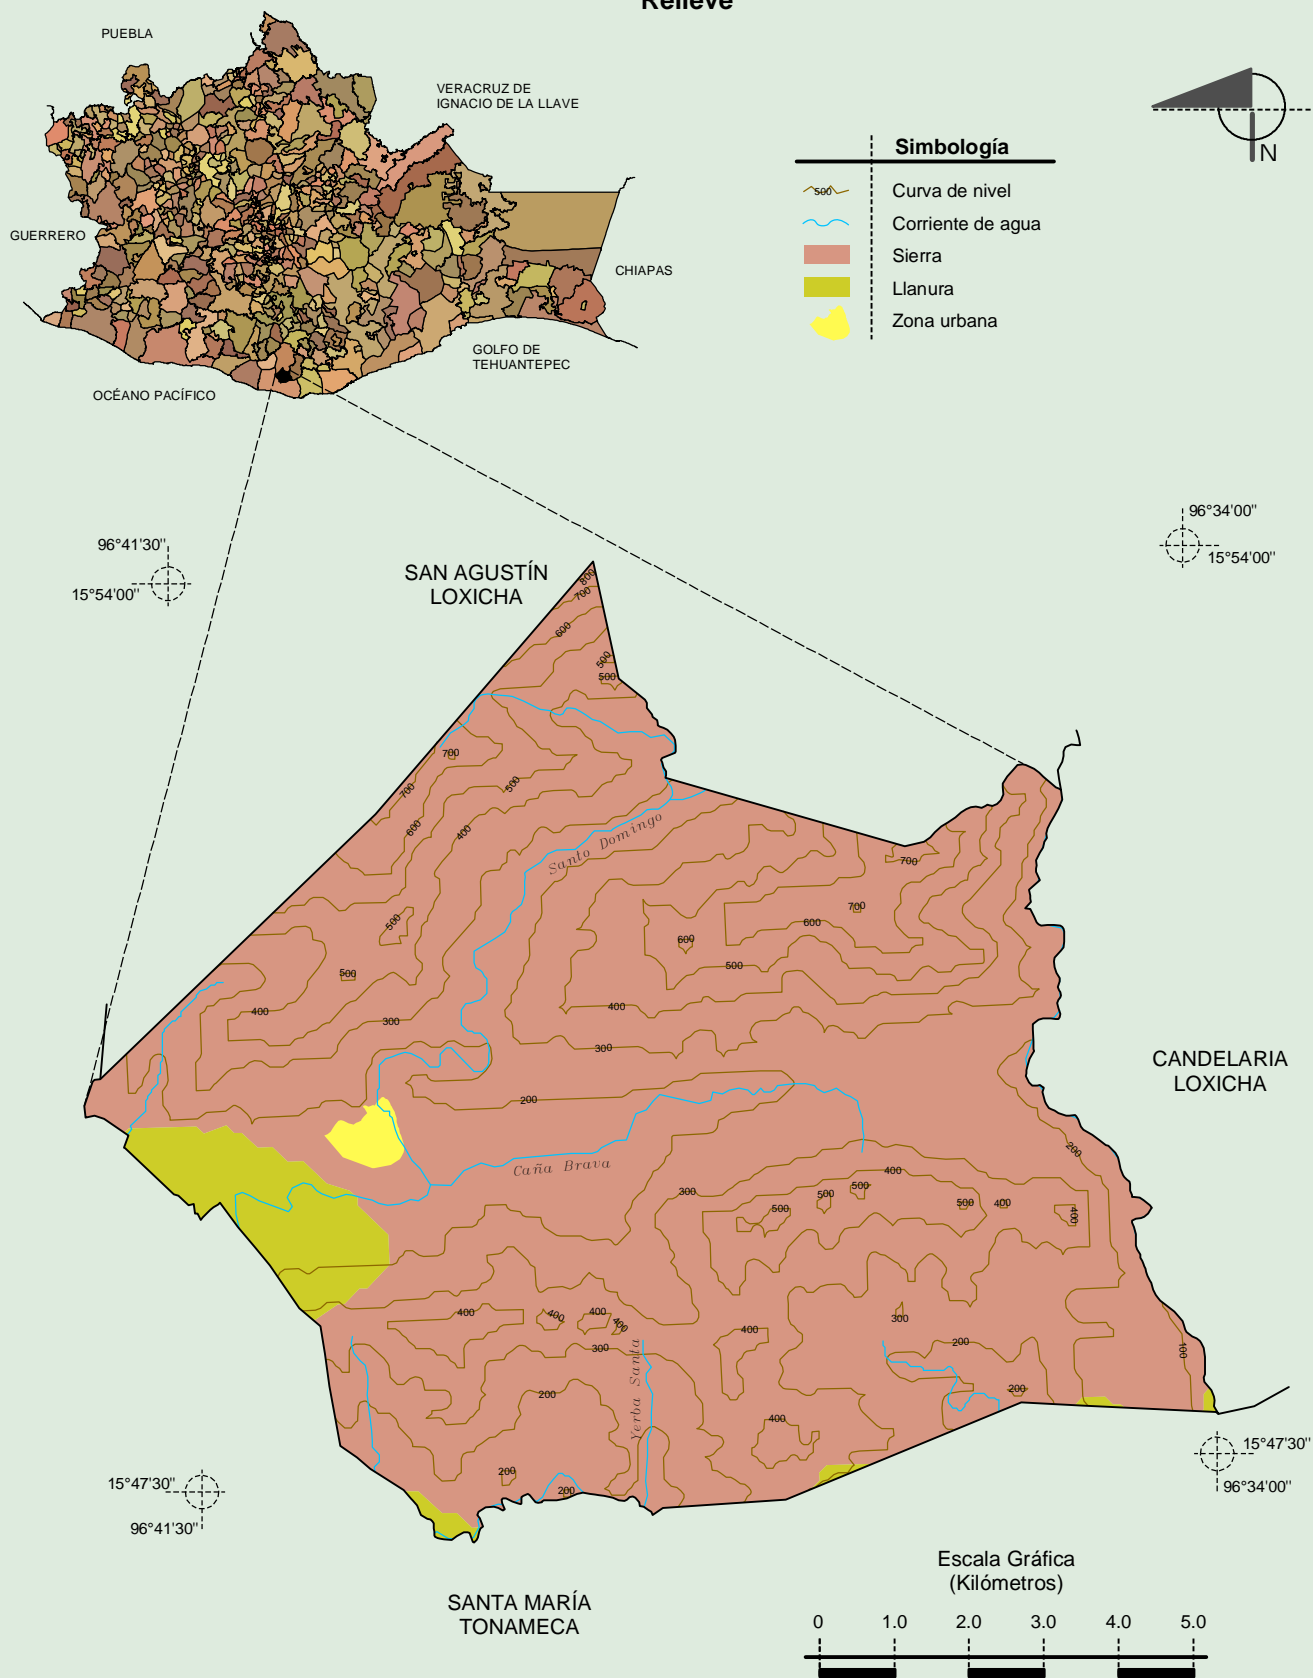 Relieve
PUEBLA
VERACRUZ DE
IGNACIO DE LA LLAVE
GUERRERO
CHIAPAS
GOLFO DE
TEHUANTEPEC
OCÉANO PACÍFICO
N
Simbología
500
Curva de nivel
Corriente de agua
Sierra
Llanura
Zona urbana
96°41'30"
15°54'00"
96°34'00"
15°54'00"
SAN AGUSTÍN
LOXICHA
800
700
600
500
500
700
700
500
600
400
Santo Domingo
700
700
500
600
600
500
500
400
400
300
300
200
CANDELARIA
LOXICHA
Caña Brava
200
400
300
500
500
500
500
400
400
400
400
400
400
300
400
300
200
100
200
200
Yerba Santa
400
200
200
15°47'30"
96°41'30"
15°47'30"
96°34'00"
SANTA MARÍA
TONAMECA
Escala Gráfica
(Kilómetros)
0 1.0 2.0 3.0 4.0 5.0